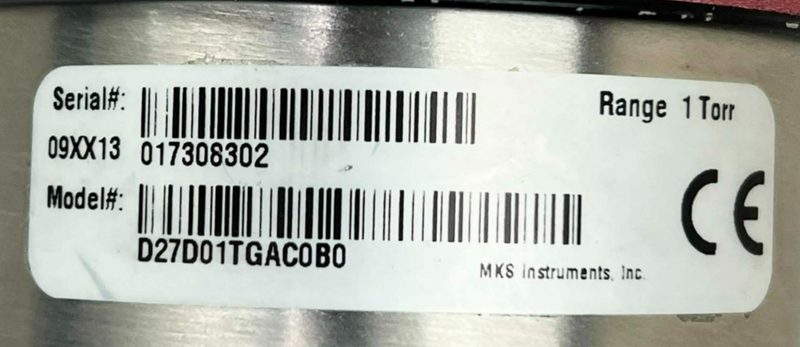 Serial#:
Range 1 Torr
09XX13 017308302
Model#:
D27D01TGAC0B0
MKS Instruments, Inc.
CE